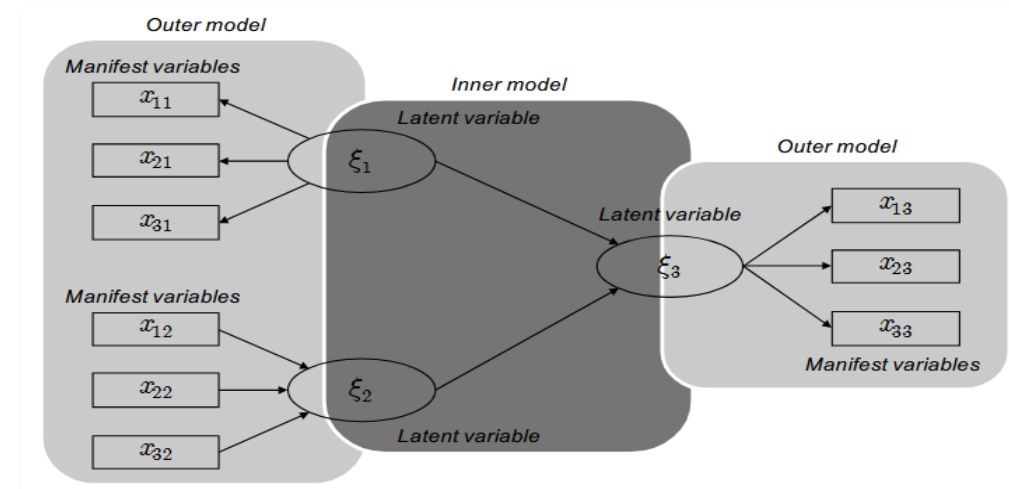 Outer model
Manifest variables
x11
x21
x31
Manifest variables
x12
x22
x32
Inner model
Latent variable
ξ1
ξ2
Latent variable
Latent variable
ξ3
Outer model
x13
x23
x33
Manifest variables